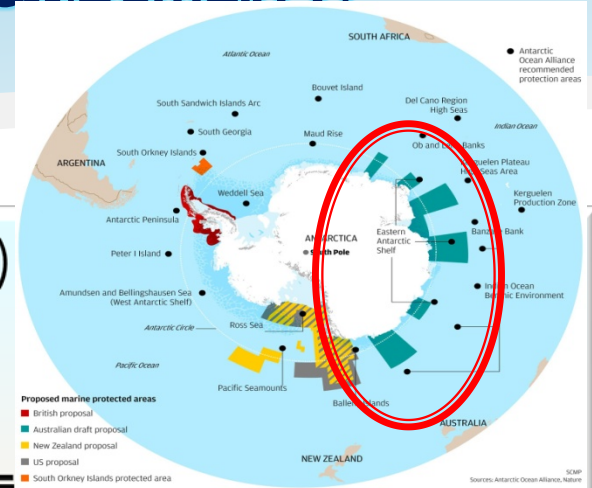 SOUTH AFRICA
Antarctic
Ocean Alliance
recommended
protection areas
Atlantic Ocean
Bouvet Island
South Sandwich Islands Arc
Del Cano Region
High Seas
Indian Ocean
South Georgia
Maud Rise
Ob and Lena Banks
South Orkney Islands
Kerguelen Plateau
High Seas Area
ARGENTINA
Weddell Sea
Kerguelen
Production Zone
Antarctic Peninsula
Banzare Bank
ANTARCTICA
Eastern
Antarctic
Shelf
South Pole
Peter I Island
Indian Ocean
Benthic Environment
Amundsen and Bellingshausen Sea
(West Antarctic Shelf)
Antarctic Circle
Ross Sea
Pacific Ocean
Pacific Seamounts
Balleny Islands
AUSTRALIA
NEW ZEALAND
Proposed marine protected areas
British proposal
Australian draft proposal
New Zealand proposal
US proposal
South Orkney Islands protected area
SCMP
Sources: Antarctic Ocean Alliance, Nature